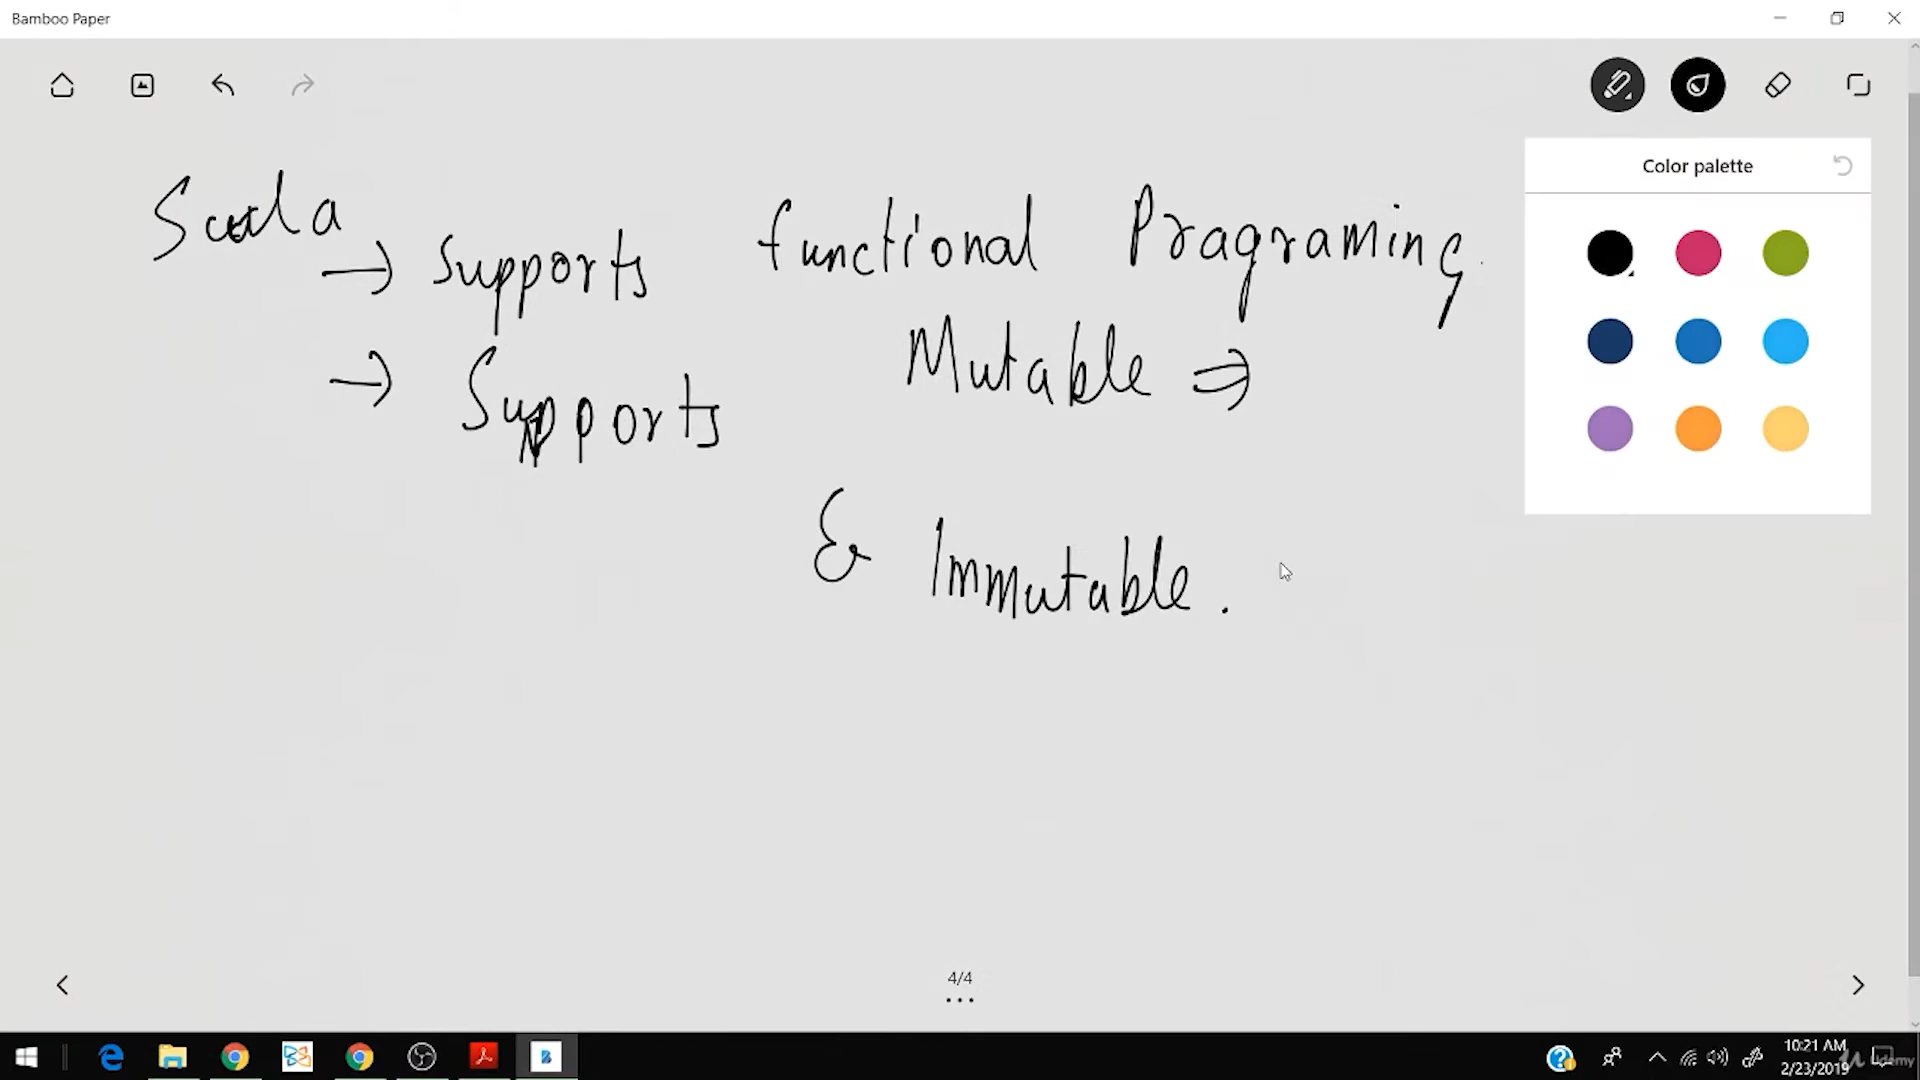 Bamboo Paper
Color palette
Scala
→ Supports functional Pragraming
→ Supports Mutable ⇒
& Immutable.
4/4
10:21 AM
2/23/2019
Udemy